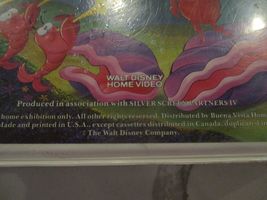 WALT DISNEY
HOME VIDEO
Produced in association with SILVER SCREEN PARTNERS IV
home exhibition only. All other rights reserved. Distributed by Buena Vista Home
Made and printed in U.S.A., except cassettes distributed in Canada, duplicated in
© The Walt Disney Company.